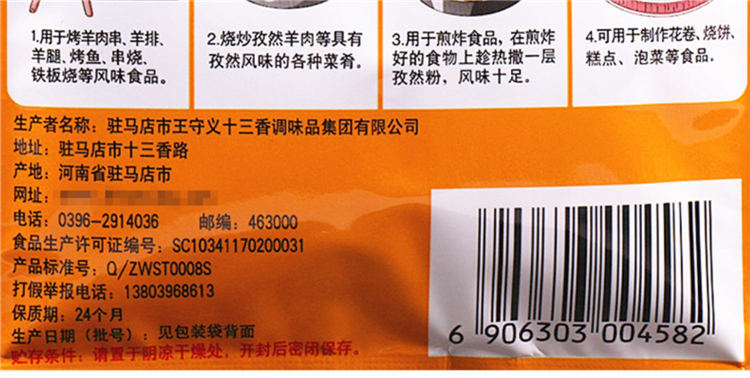 1.用于烤羊肉串、羊排、
羊腿、烤鱼、串烧、
铁板烧等风味食品。
2.烧炒孜然羊肉等具有
孜然风味的各种菜肴。
3.用于煎炸食品，在煎炸
好的食物上趁热撒一层
孜然粉，风味十足。
4.可用于制作花卷、烧饼、
糕点、泡菜等食品。
生产者名称：驻马店市王守义十三香调味品集团有限公司
地址：驻马店市十三香路
产地：河南省驻马店市
网址：
电话：0396-2914036 邮编：463000
食品生产许可证编号：SC10341170200031
产品标准号：Q/ZWST0008S
打假举报电话：13803968613
保质期：24个月
生产日期（批号）：见包装袋背面
贮存条件：请置于阴凉干燥处，开封后密闭保存。
6 906303 004582